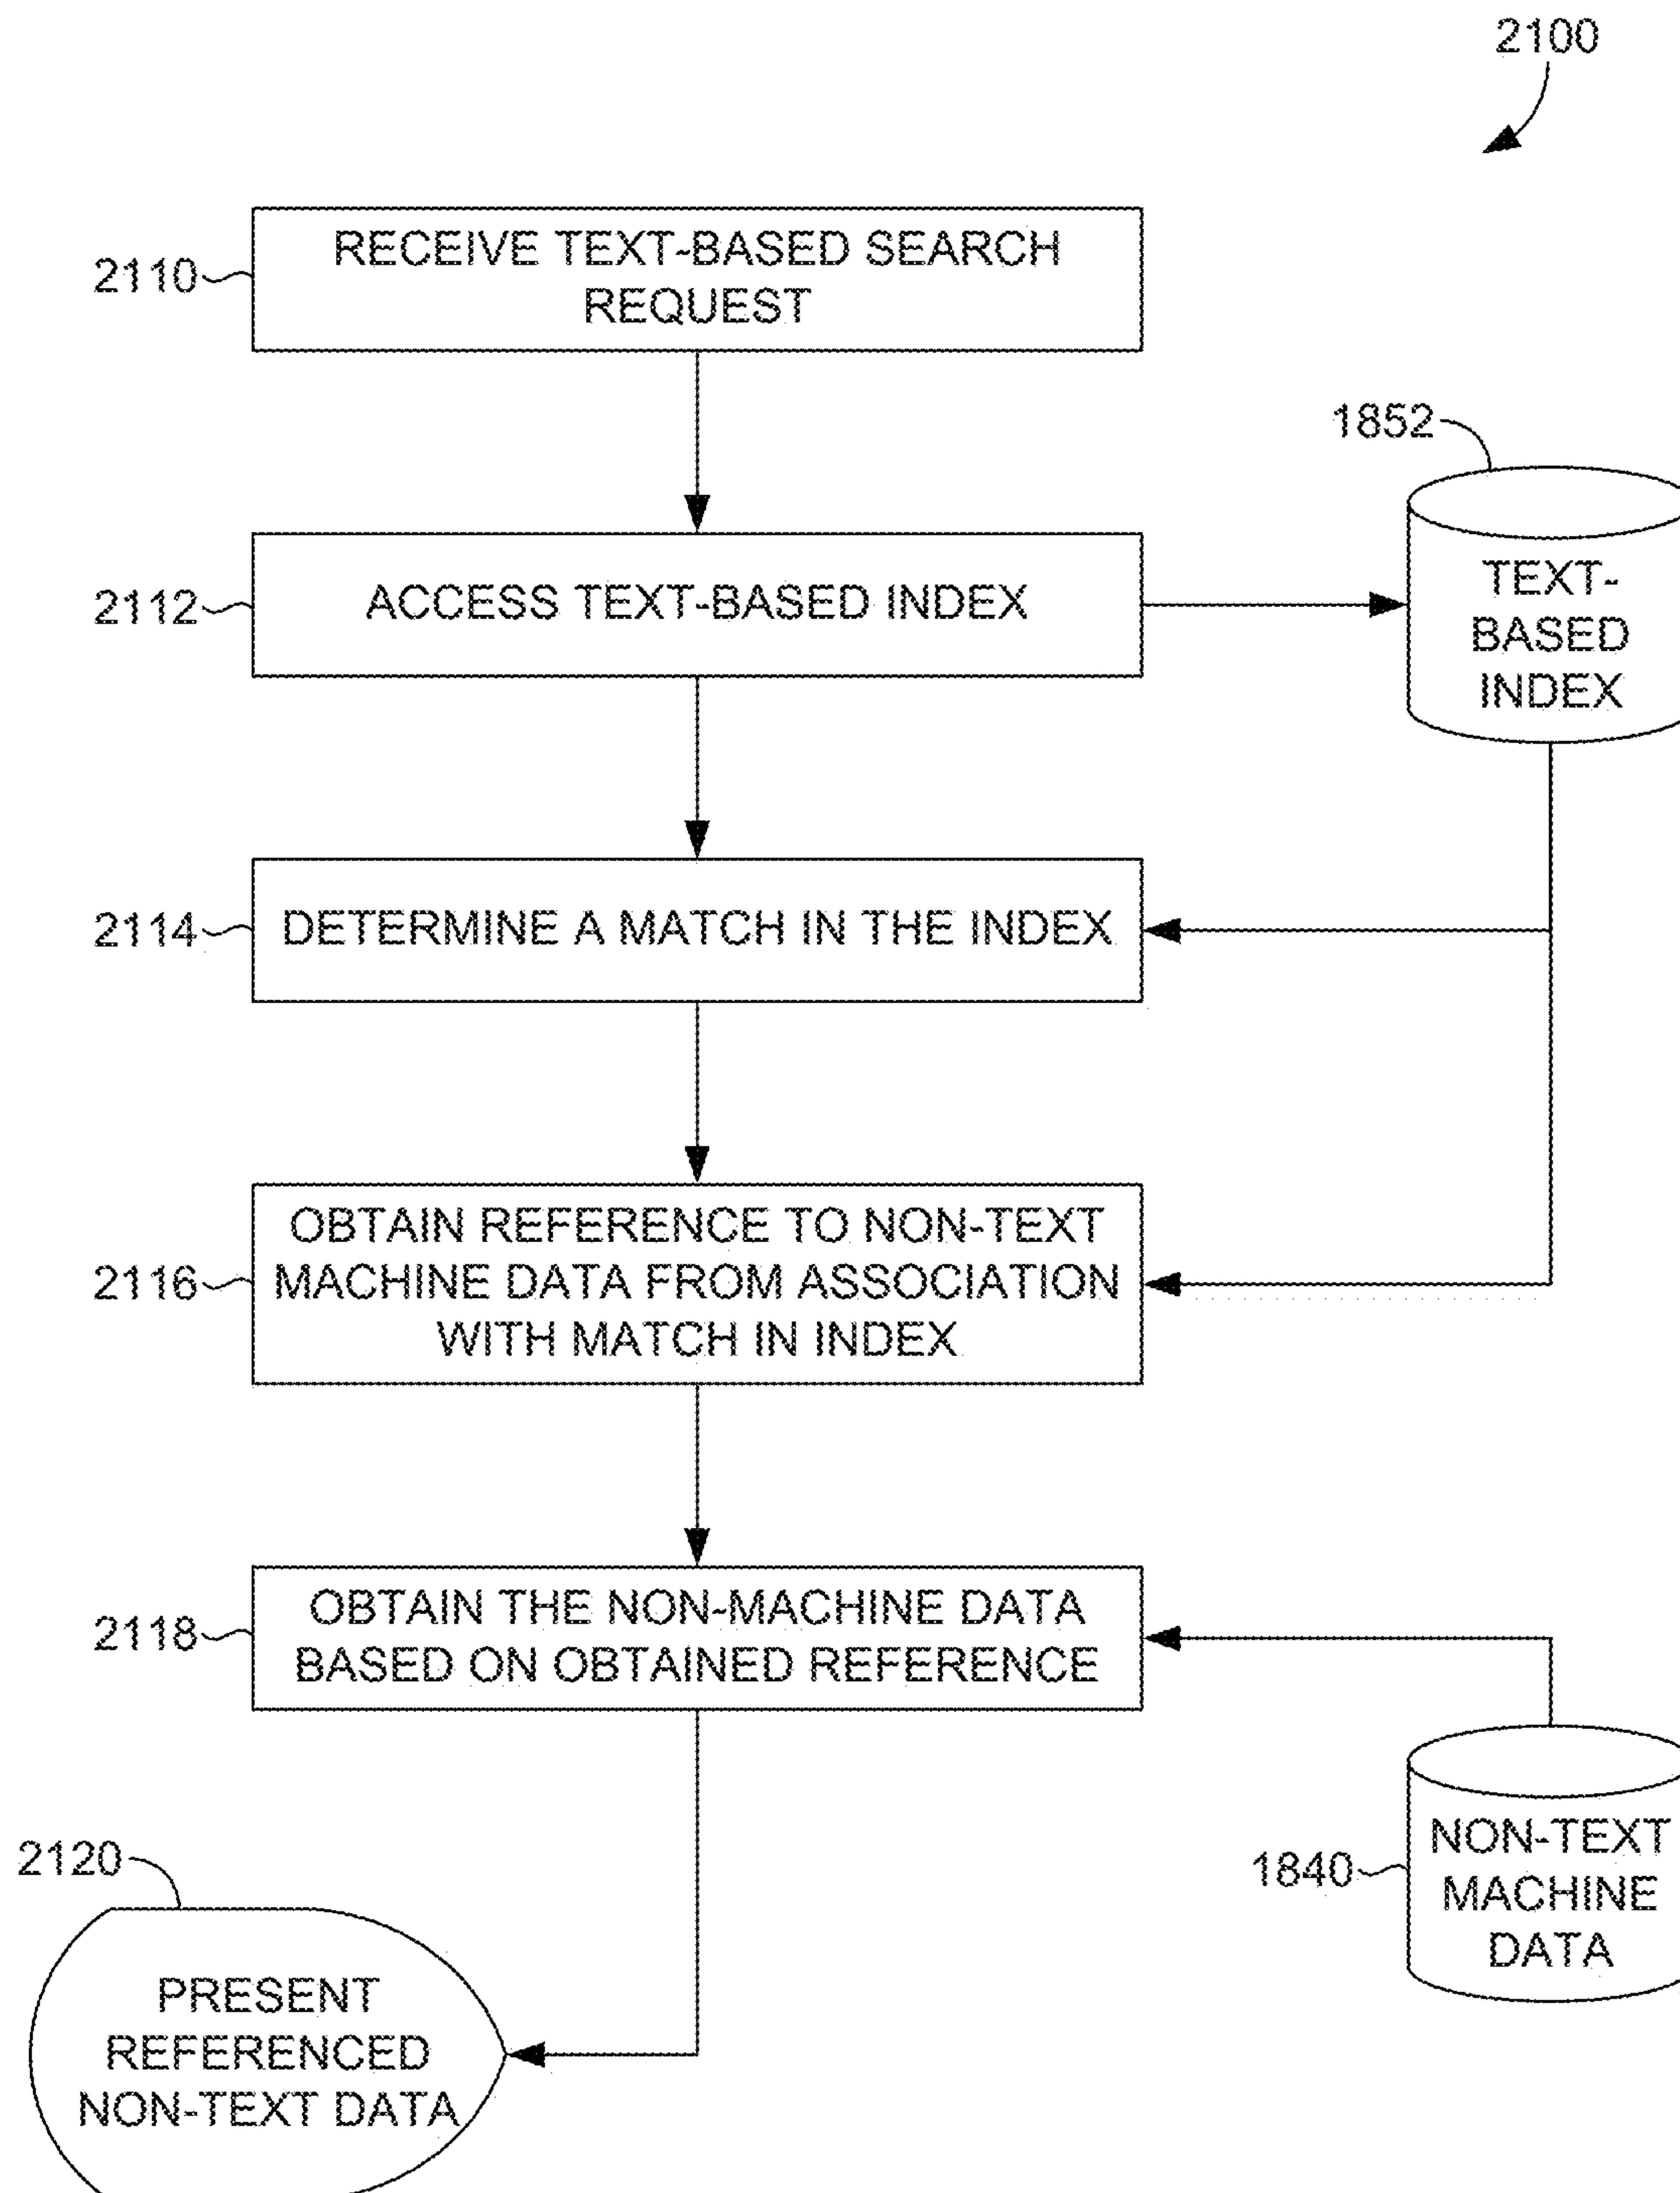 2100
2110
RECEIVE TEXT-BASED SEARCH
REQUEST
1852
2112
ACCESS TEXT-BASED INDEX
TEXT-
BASED
INDEX
2114
DETERMINE A MATCH IN THE INDEX
2116
OBTAIN REFERENCE TO NON-TEXT
MACHINE DATA FROM ASSOCIATION
WITH MATCH IN INDEX
2118
OBTAIN THE NON-MACHINE DATA
BASED ON OBTAINED REFERENCE
1840
NON-TEXT
MACHINE
DATA
2120
PRESENT
REFERENCED
NON-TEXT DATA